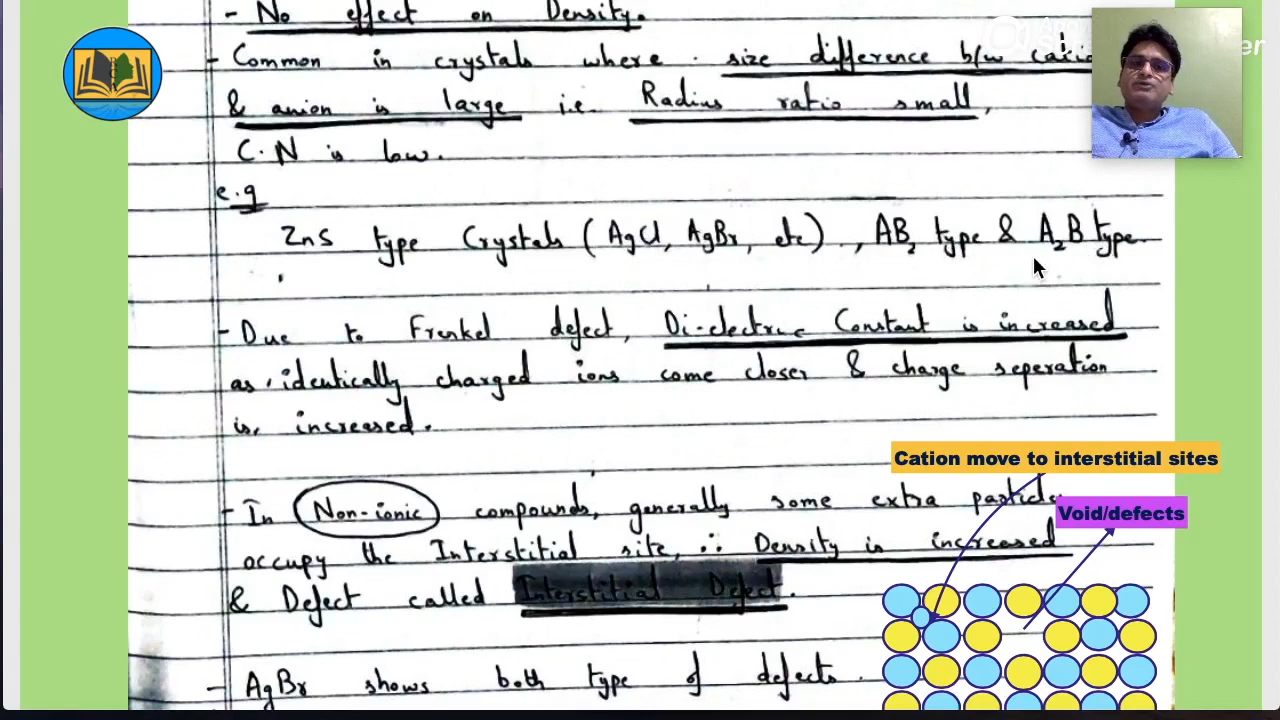 - No effect on Density.
- Common in crystals where size difference b/w
& anion is large i.e. Radius ratio small,
C.N is low.
e.g
ZnS type Crystals (AgCl, AgBr, etc)., AB2 type & A2B type.
- Due to Frenkel defect, Di-electric Constant is increased
as identically charged ions come closer & charge seperation
is increased.
Cation move to interstitial sites
- In Non-ionic compounds, generally some extra particle
Void/defects
occupy the Interstitial site, ∴ Density is increased
& Defect called Interstitial Defect.
- AgBr shows both type of defects.